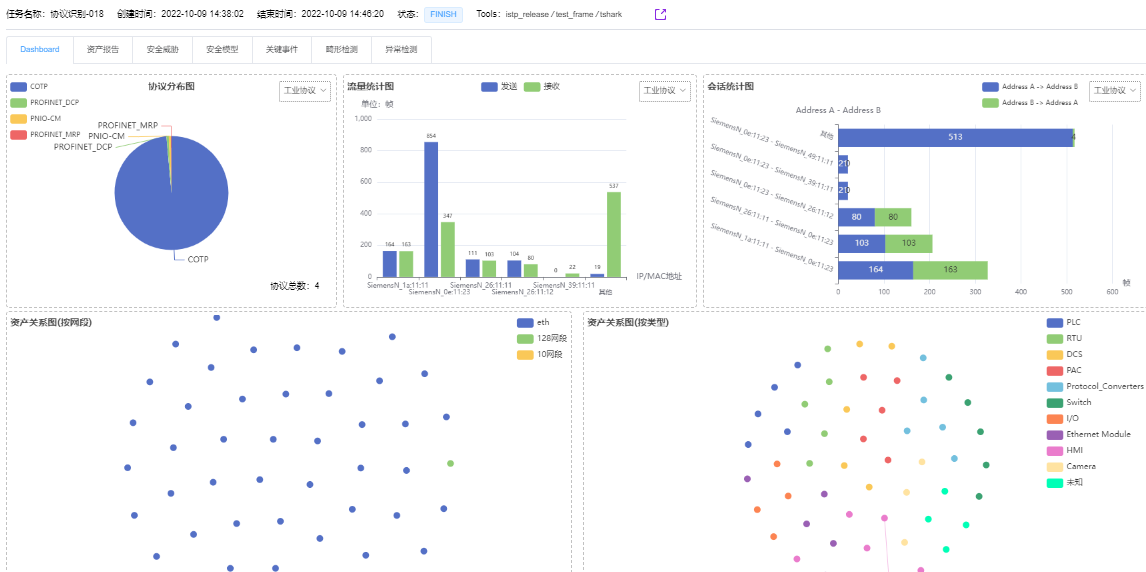 任务名称: 协议识别-018 创建时间: 2022-10-09 14:38:02 结束时间: 2022-10-09 14:46:20 状态: FINISH Tools: istp_release / test_frame / tshark
Dashboard 资产报告 安全威胁 安全模型 关键事件 畸形检测 异常检测
协议分布图
工业协议
COTP
PROFINET_DCP
PNIO-CM
PROFINET_MRP
PROFINET_MRP
PNIO-CM
PROFINET_DCP
COTP
协议总数: 4
流量统计图
发送 接收
工业协议
单位: 帧
1,000
800
600
400
200
0
164 163 854 347 111 103 104 80 0 22 19 537
SiemensN_1a:11:11 SiemensN_26:11:11 SiemensN_39:11:11
SiemensN_0e:11:23 SiemensN_26:11:12 其他
IP/MAC地址
会话统计图
Address A -> Address B
Address B -> Address A
工业协议
Address A - Address B
其他
513 4
SiemensN_0e:11:23 - SiemensN_49:11:11
21 0
SiemensN_0e:11:23 - SiemensN_39:11:11
21 0
SiemensN_0e:11:23 - SiemensN_26:11:12
80 80
SiemensN_26:11:11 - SiemensN_0e:11:23
103 103
SiemensN_1a:11:11 - SiemensN_0e:11:23
164 163
帧
0 100 200 300 400 500 600
资产关系图(按网段)
eth
128网段
10网段
资产关系图(按类型)
PLC
RTU
DCS
PAC
Protocol_Converters
Switch
I/O
Ethernet Module
HMI
Camera
未知